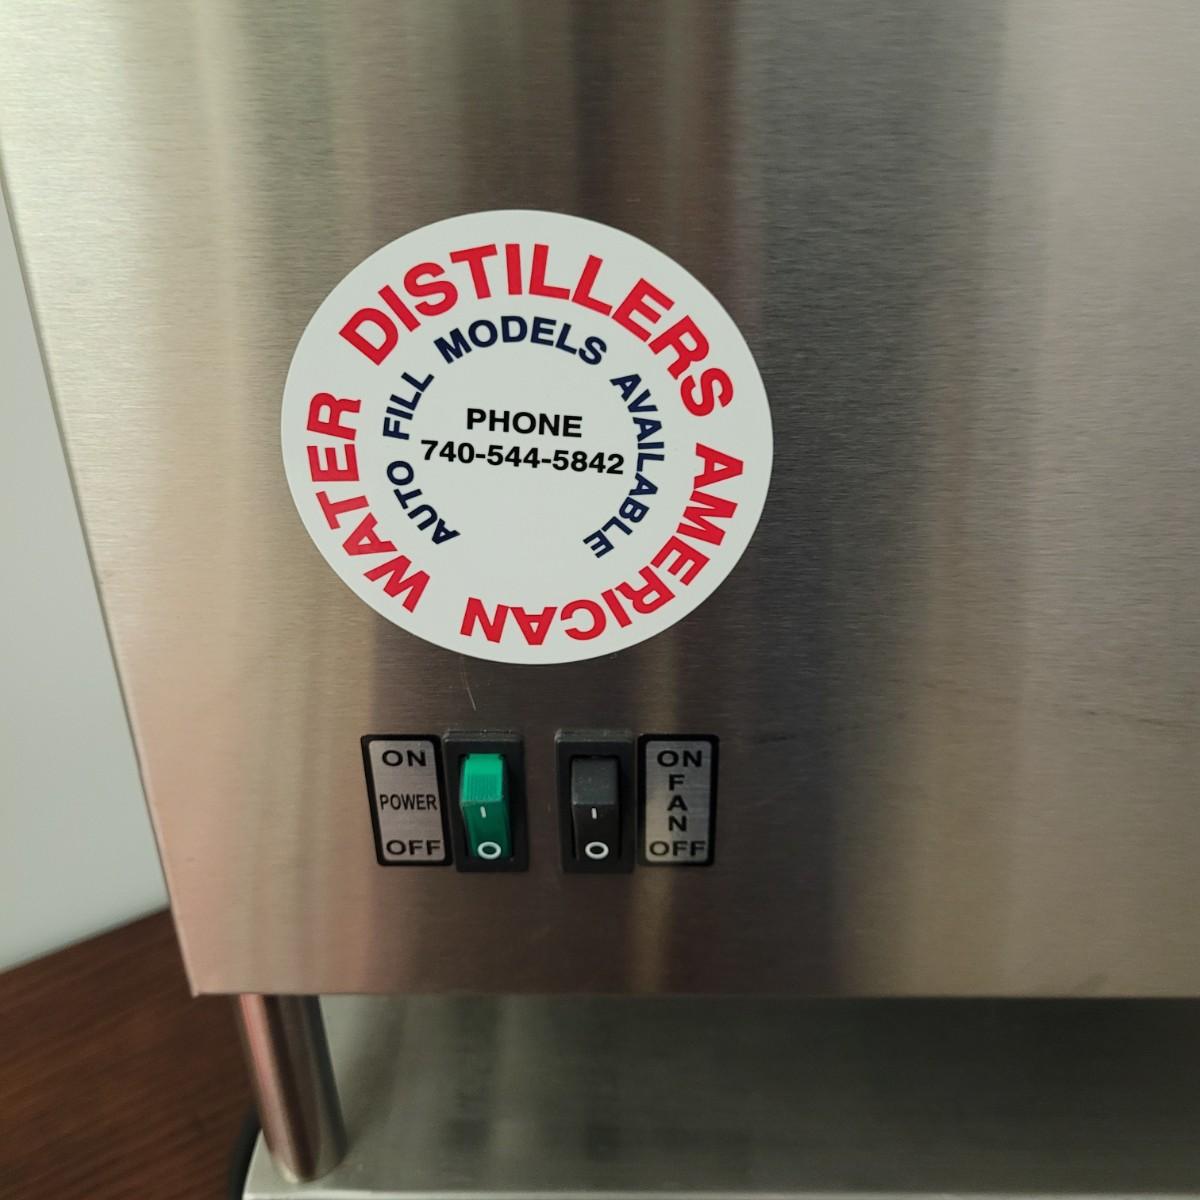 AMERICAN WATER DISTILLERS
AUTO FILL MODELS AVAILABLE
PHONE
740-544-5842
ON
POWER
OFF
ON
FAN
OFF